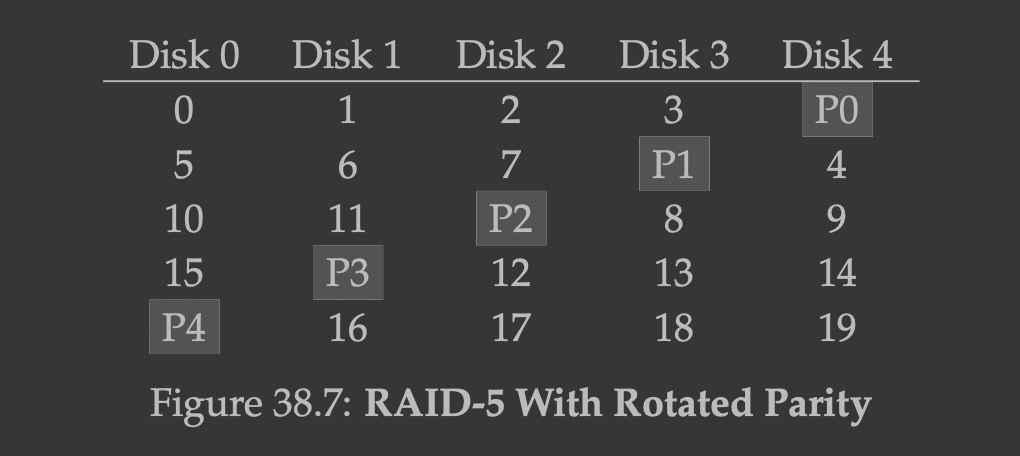 Disk 0 Disk 1 Disk 2 Disk 3 Disk 4
0 1 2 3 P0
5 6 7 P1 4
10 11 P2 8 9
15 P3 12 13 14
P4 16 17 18 19
Figure 38.7: RAID-5 With Rotated Parity